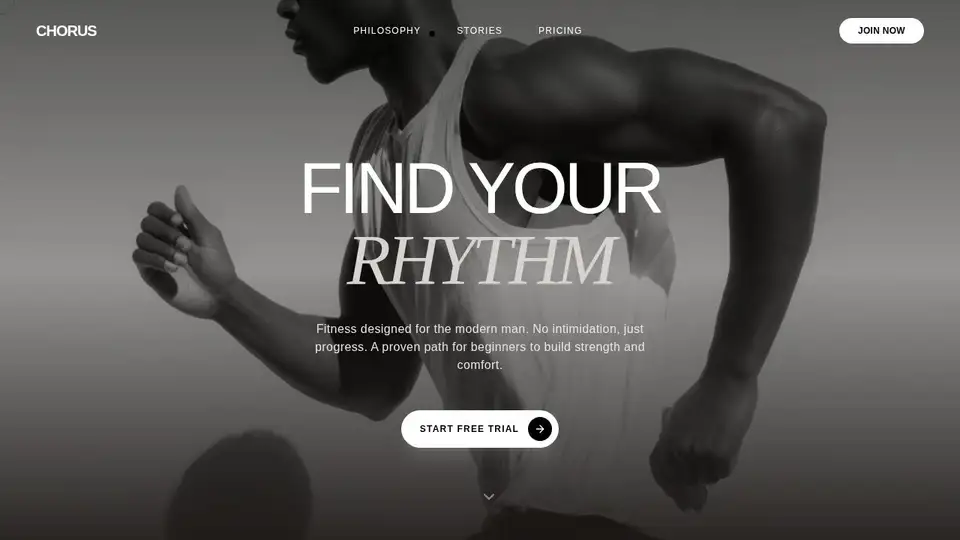 CHORUS
PHILOSOPHY
STORIES
PRICING
JOIN NOW
FIND YOUR
RHYTHM
Fitness designed for the modern man. No intimidation, just
progress. A proven path for beginners to build strength and
comfort.
START FREE TRIAL